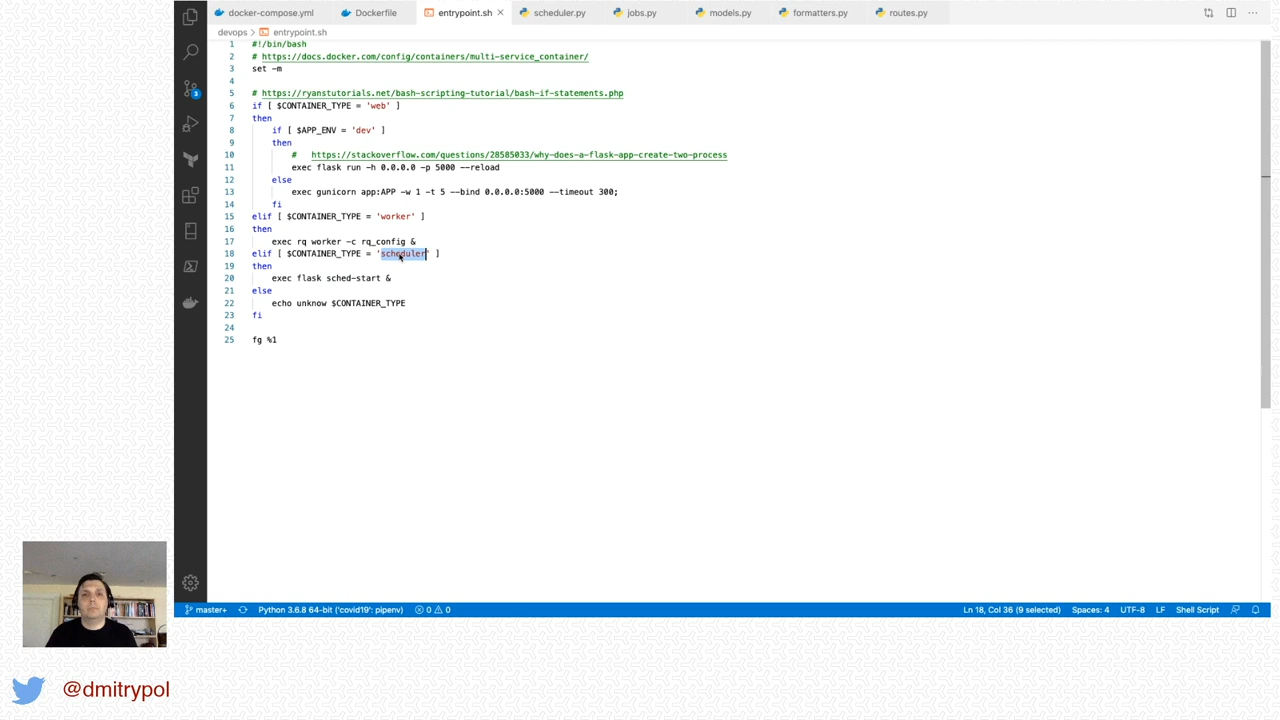 docker-compose.yml Dockerfile entrypoint.sh scheduler.py jobs.py models.py formatters.py routes.py
devops > entrypoint.sh
1 #!/bin/bash
2 # https://docs.docker.com/config/containers/multi-service_container/
3 set -m
4
5 # https://ryanstutorials.net/bash-scripting-tutorial/bash-if-statements.php
6 if [ $CONTAINER_TYPE = 'web' ]
7 then
8 if [ $APP_ENV = 'dev' ]
9 then
10 # https://stackoverflow.com/questions/28585033/why-does-a-flask-app-create-two-process
11 exec flask run -h 0.0.0.0 -p 5000 --reload
12 else
13 exec gunicorn app:APP -w 1 -t 5 --bind 0.0.0.0:5000 --timeout 300;
14 fi
15 elif [ $CONTAINER_TYPE = 'worker' ]
16 then
17 exec rq worker -c rq_config &
18 elif [ $CONTAINER_TYPE = 'scheduler' ]
19 then
20 exec flask sched-start &
21 else
22 echo unknow $CONTAINER_TYPE
23 fi
24
25 fg %1
3
master+ Python 3.6.8 64-bit ('covid19': pipenv) 0 0 Ln 18, Col 36 (9 selected) Spaces: 4 UTF-8 LF Shell Script
@dmitrypol